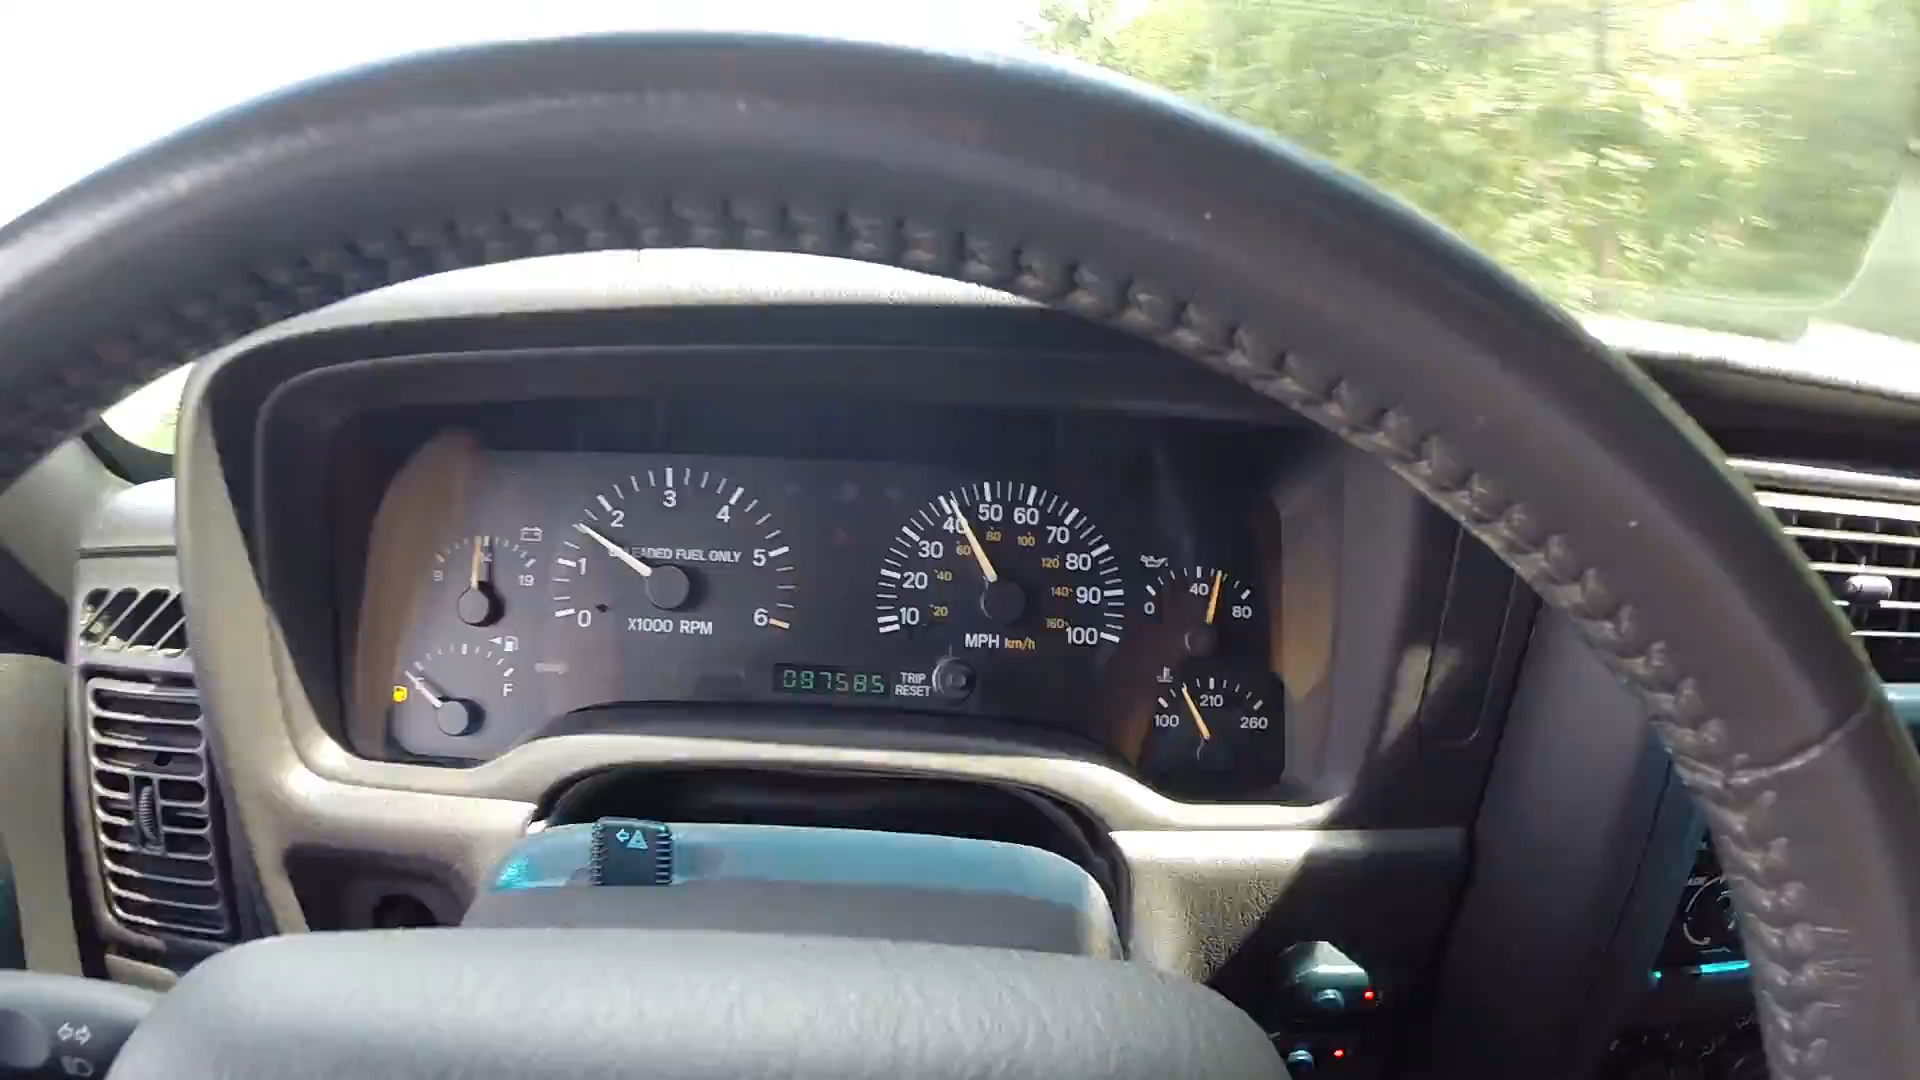 9 14 19
0 1 2 3 4 5 6
UNLEADED FUEL ONLY
X1000 RPM
10 20 30 40 50 60 70 80 90 100
20 40 60 80 100 120 140 160
MPH km/h
0 40 80
E F
097585
TRIP
RESET
100 210 260